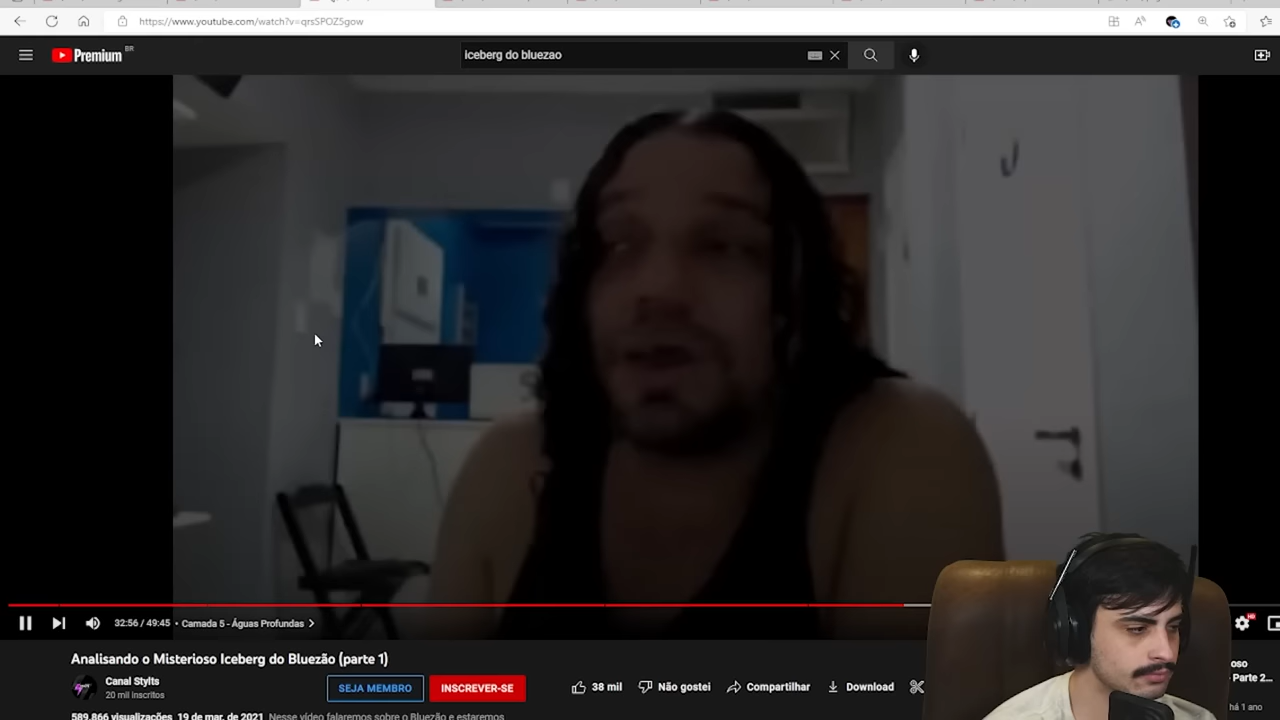 https://www.youtube.com/watch?v=qrsSPOZ5gow
Premium BR
iceberg do bluezao
32:56 / 49:45 • Camada 5 - Águas Profundas
HD
Analisando o Misterioso Iceberg do Bluezão (parte 1)
Canal Stylts
20 mil inscritos
SEJA MEMBRO
INSCREVER-SE
38 mil
Não gostei
Compartilhar
Download
oso
Parte 2...
há 1 ano
589.866 visualizações 19 de mar. de 2021 Nesse vídeo falaremos sobre o Bluezão e estaremos